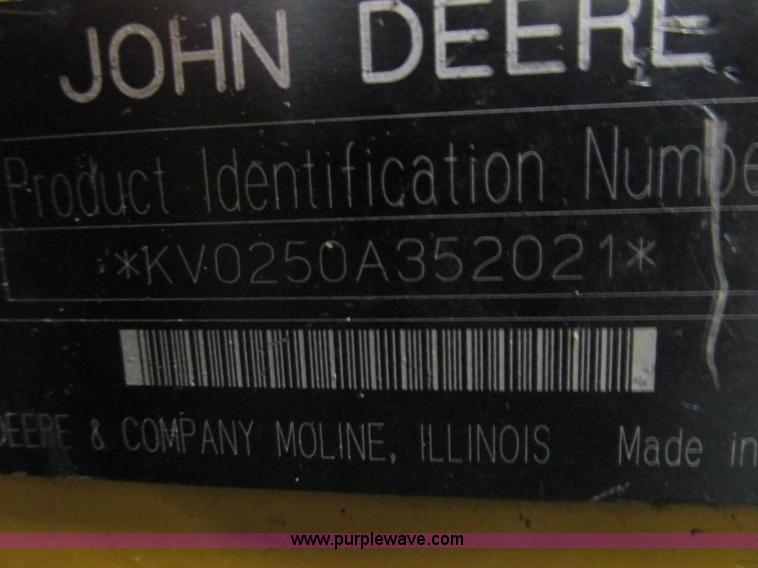 JOHN DEERE
Product Identification Numbe
*KV0250A352021*
DEERE & COMPANY MOLINE, ILLINOIS Made in
www.purplewave.com